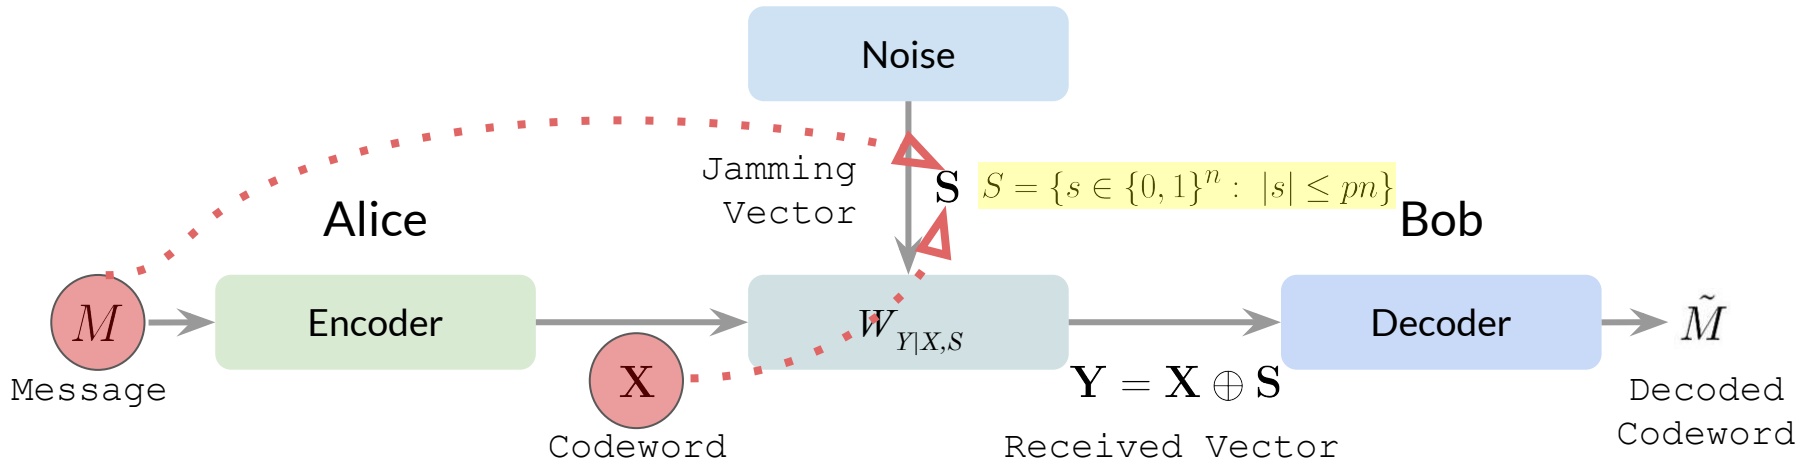 Noise
Jamming
Vector
S
S = {s ∈ {0, 1}ⁿ : |s| ≤ pn}
Alice
Bob
M
Encoder
W_{Y|X,S}
Decoder
M̃
Message
X
Y = X ⊕ S
Codeword
Received Vector
Decoded
Codeword